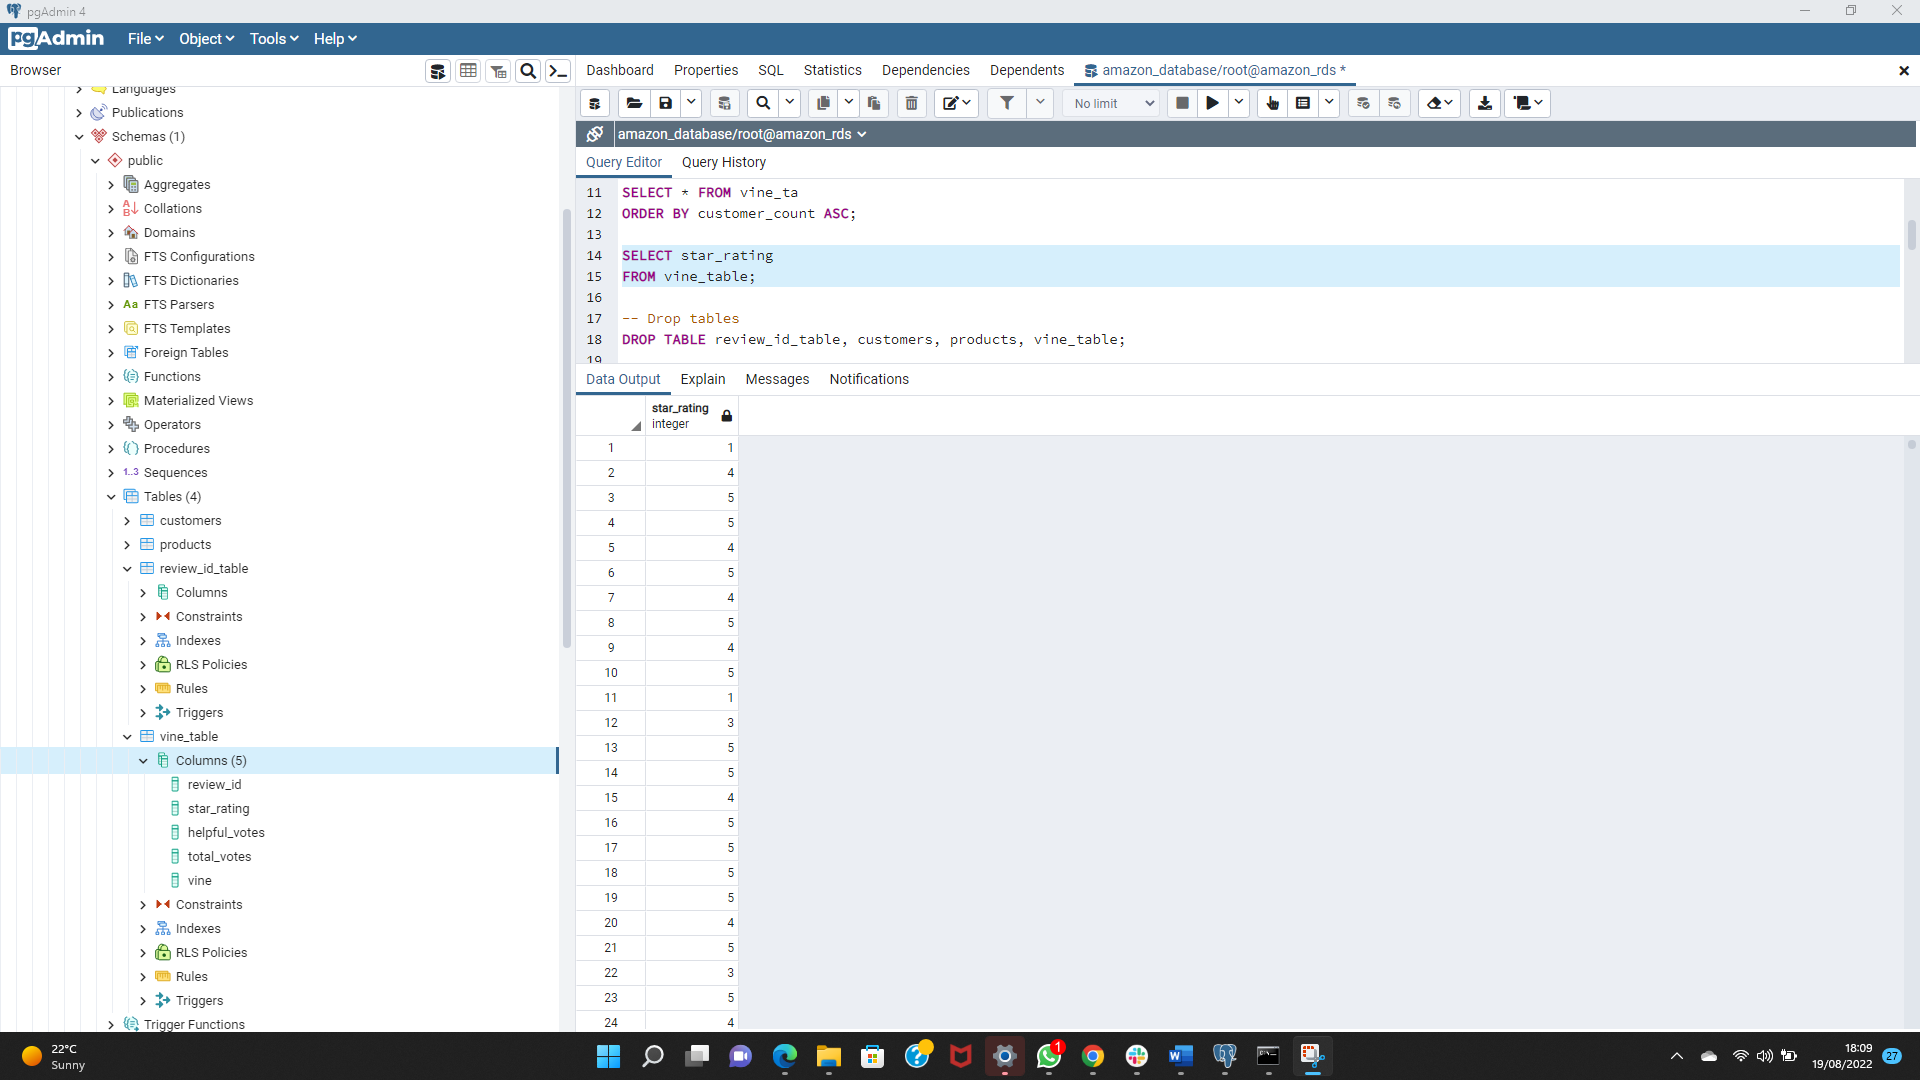 pgAdmin 4
pgAdmin File Object Tools Help
Browser
Dashboard Properties SQL Statistics Dependencies Dependents amazon_database/root@amazon_rds *
No limit
amazon_database/root@amazon_rds
Query Editor Query History
11 SELECT * FROM vine_ta
12 ORDER BY customer_count ASC;
13
14 SELECT star_rating
15 FROM vine_table;
16
17 -- Drop tables
18 DROP TABLE review_id_table, customers, products, vine_table;
19
Data Output Explain Messages Notifications
star_rating
integer
1 1
2 4
3 5
4 5
5 4
6 5
7 4
8 5
9 4
10 5
11 1
12 3
13 5
14 5
15 4
16 5
17 5
18 5
19 5
20 4
21 5
22 3
23 5
24 4
Languages
Publications
Schemas (1)
public
Aggregates
Collations
Domains
FTS Configurations
FTS Dictionaries
Aa FTS Parsers
FTS Templates
Foreign Tables
Functions
Materialized Views
Operators
Procedures
1..3 Sequences
Tables (4)
customers
products
review_id_table
Columns
Constraints
Indexes
RLS Policies
Rules
Triggers
vine_table
Columns (5)
review_id
star_rating
helpful_votes
total_votes
vine
Constraints
Indexes
RLS Policies
Rules
Triggers
Trigger Functions
22°C
Sunny
1
18:09
19/08/2022
27